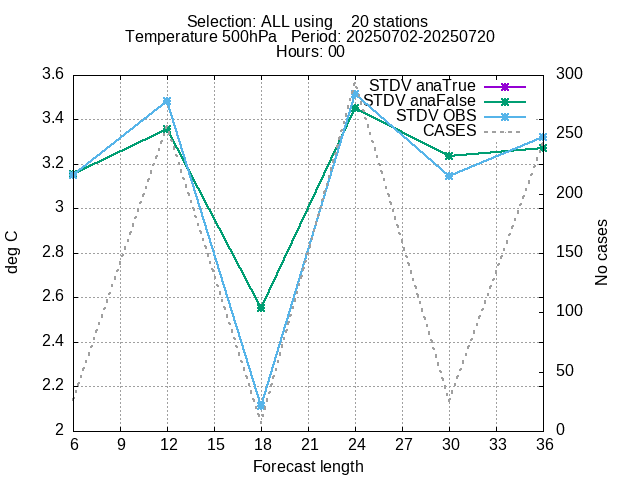 Selection: ALL using    20 stations
Temperature 500hPa   Period: 20250702-20250720
Hours: 00
STDV anaTrue
STDV anaFalse
STDV OBS
CASES
3.6
3.4
3.2
3
2.8
2.6
2.4
2.2
2
300
250
200
150
100
50
0
deg C
No cases
6 9 12 15 18 21 24 27 30 33 36
Forecast length